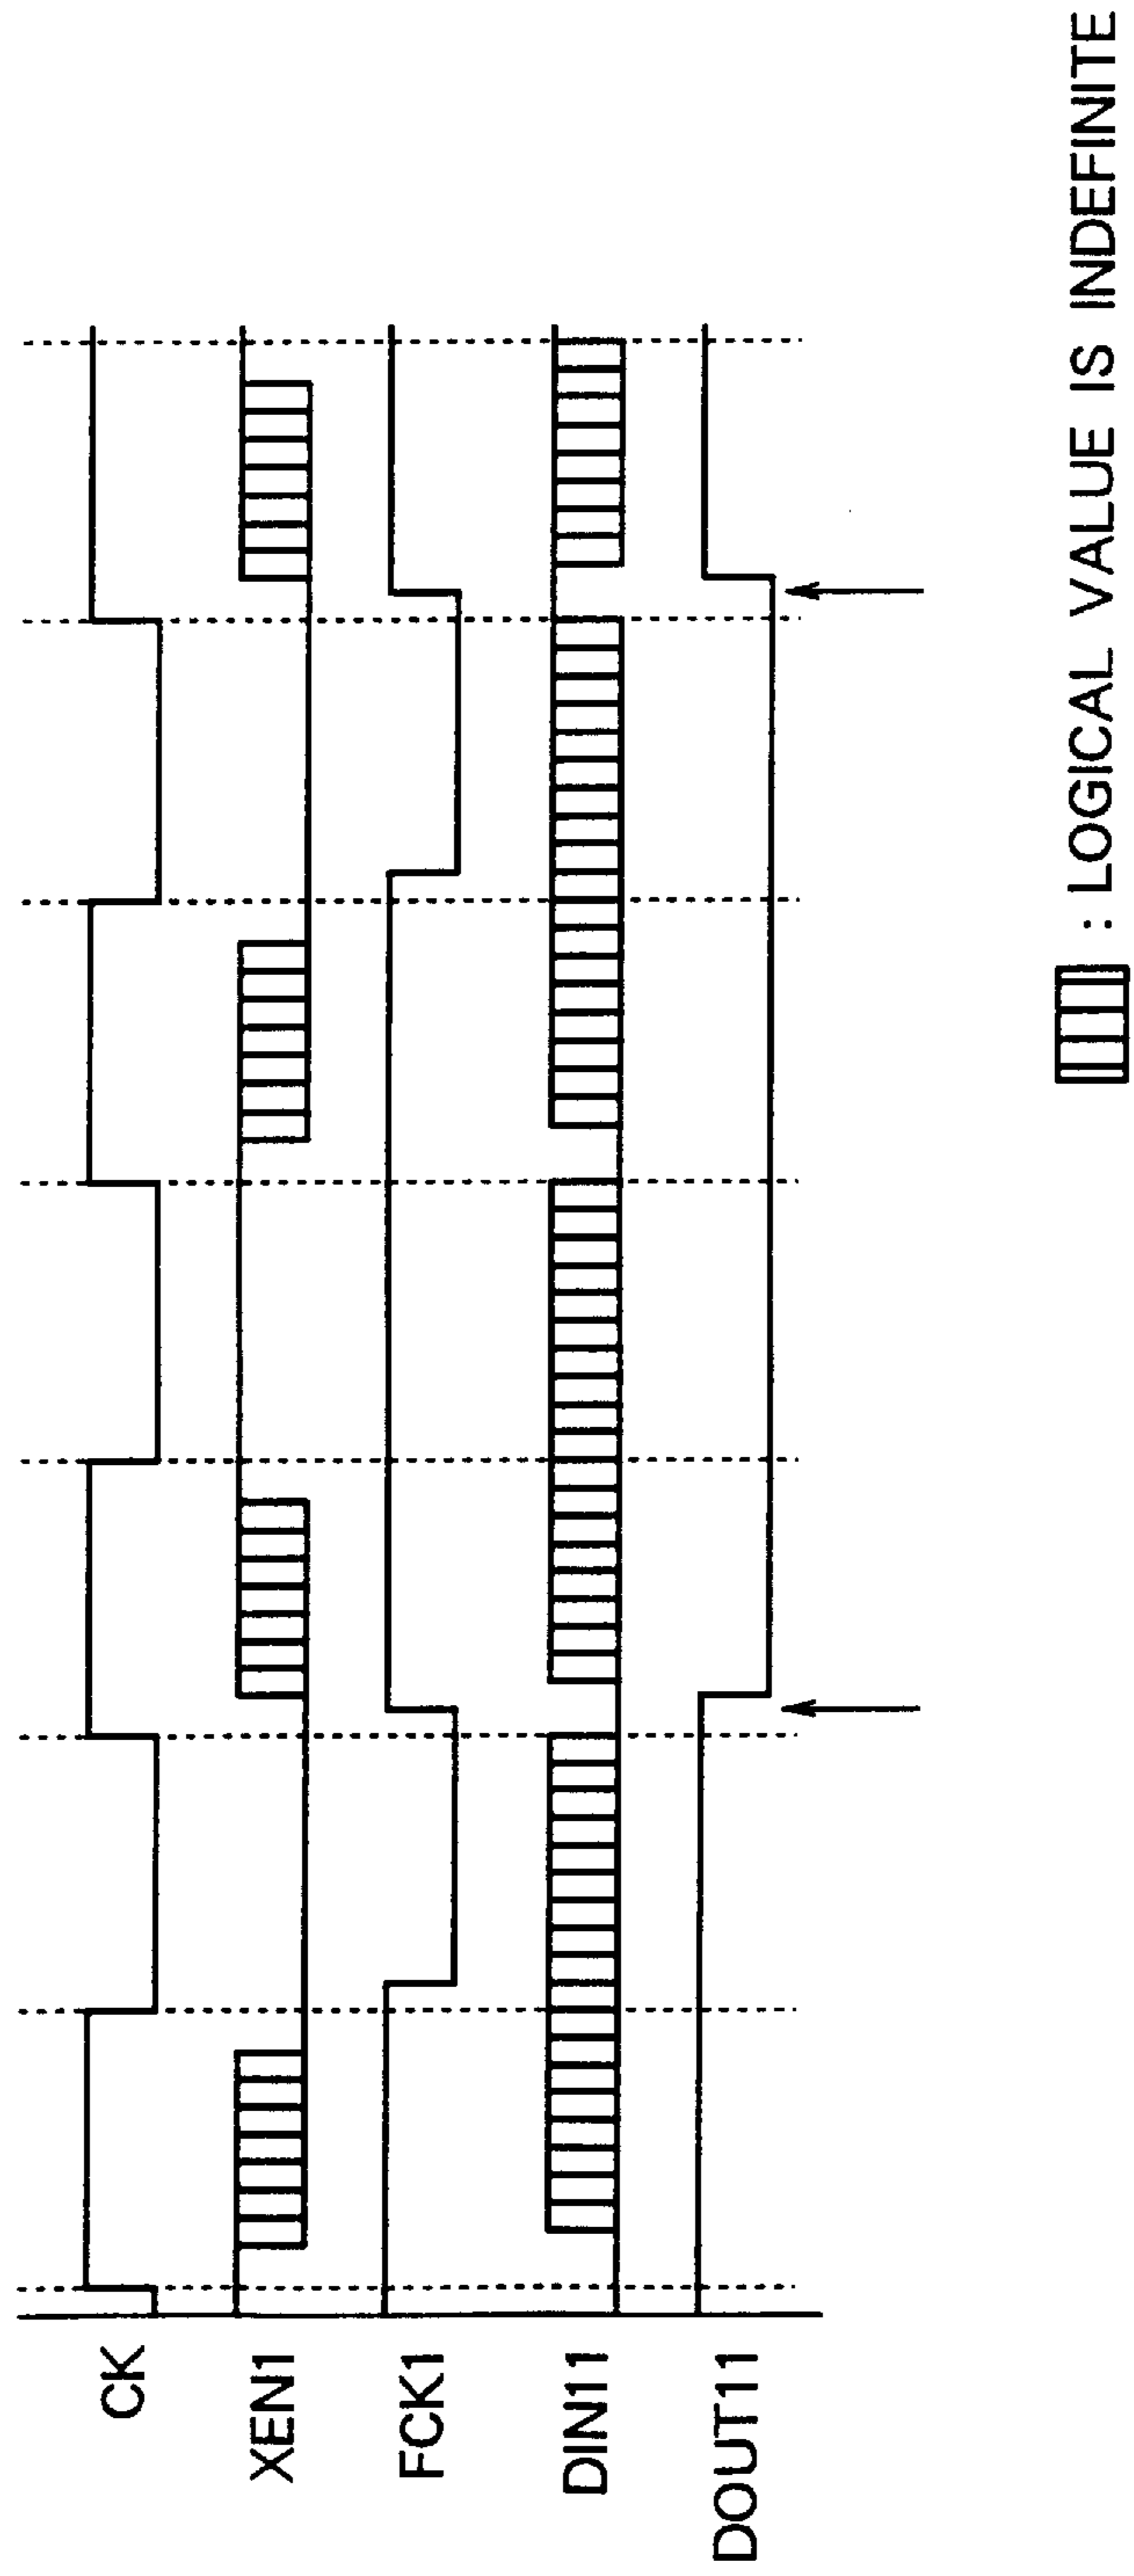 CK
XEN1
FCK1
DIN11
DOUT11
: LOGICAL VALUE IS INDEFINITE